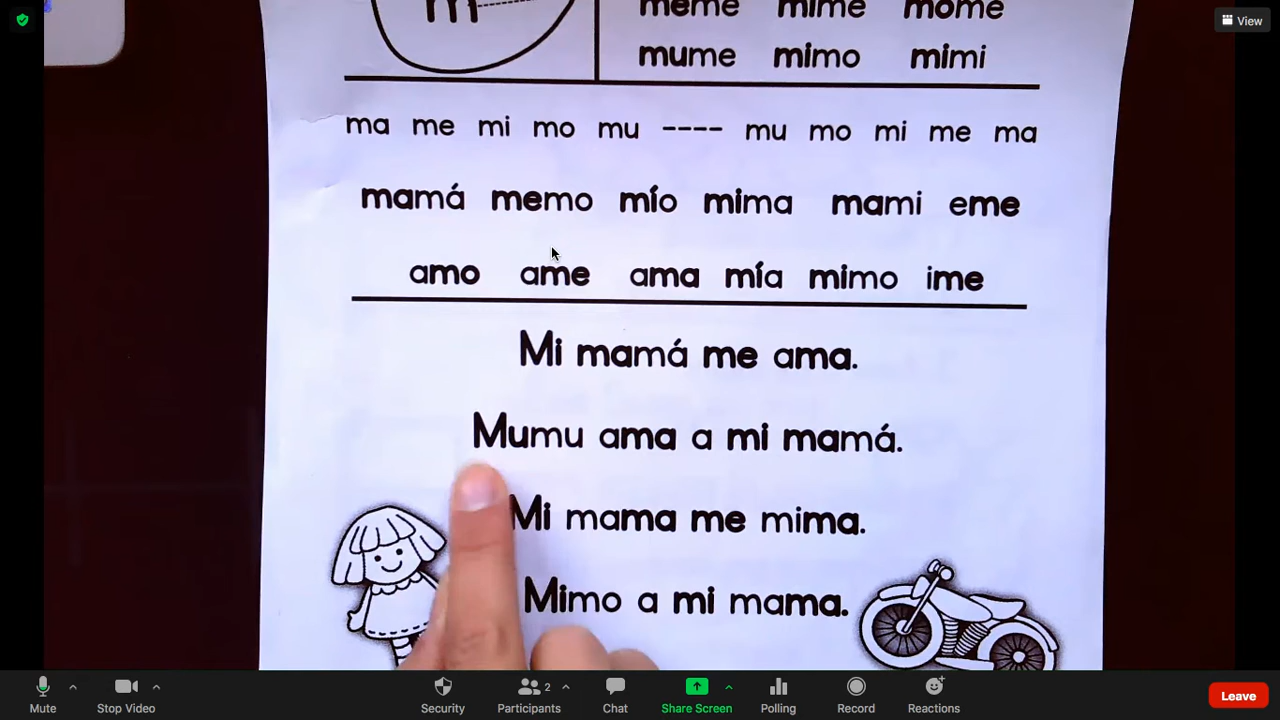 View
m
meme mime mome
mume mimo mimi
ma me mi mo mu ---- mu mo mi me ma
mamá memo mío mima mami eme
amo ame ama mía mimo ime
Mi mamá me ama.
Mumu ama a mi mamá.
Mi mama me mima.
Mimo a mi mama.
Mute Stop Video Security Participants 2 Chat Share Screen Polling Record Reactions Leave